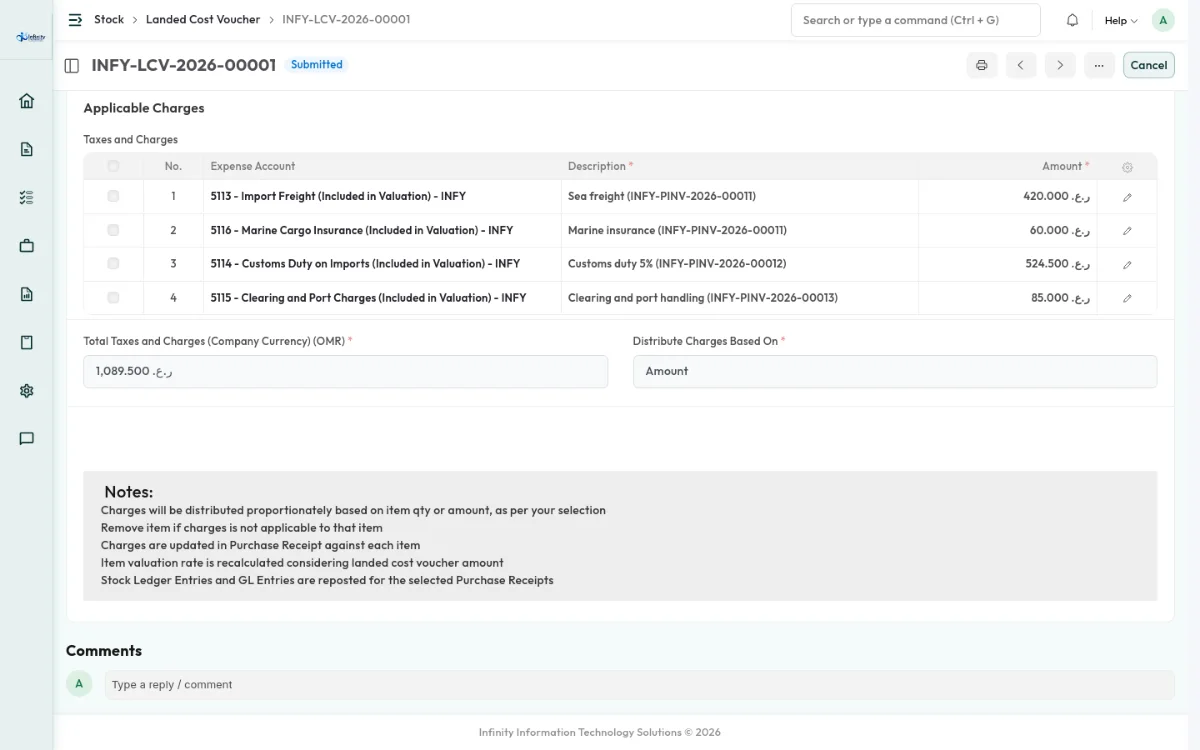 Infinity
Stock > Landed Cost Voucher > INFY-LCV-2026-00001
Search or type a command (Ctrl + G)
Help
A
INFY-LCV-2026-00001
Submitted
Cancel
Applicable Charges
Taxes and Charges
No. Expense Account Description * Amount *
1 5113 - Import Freight (Included in Valuation) - INFY Sea freight (INFY-PINV-2026-00011) ر.ع. 420.000
2 5116 - Marine Cargo Insurance (Included in Valuation) - INFY Marine insurance (INFY-PINV-2026-00011) ر.ع. 60.000
3 5114 - Customs Duty on Imports (Included in Valuation) - INFY Customs duty 5% (INFY-PINV-2026-00012) ر.ع. 524.500
4 5115 - Clearing and Port Charges (Included in Valuation) - INFY Clearing and port handling (INFY-PINV-2026-00013) ر.ع. 85.000
Total Taxes and Charges (Company Currency) (OMR) * Distribute Charges Based On *
ر.ع. 1,089.500 Amount
Notes:
Charges will be distributed proportionately based on item qty or amount, as per your selection
Remove item if charges is not applicable to that item
Charges are updated in Purchase Receipt against each item
Item valuation rate is recalculated considering landed cost voucher amount
Stock Ledger Entries and GL Entries are reposted for the selected Purchase Receipts
Comments
A
Type a reply / comment
Infinity Information Technology Solutions © 2026